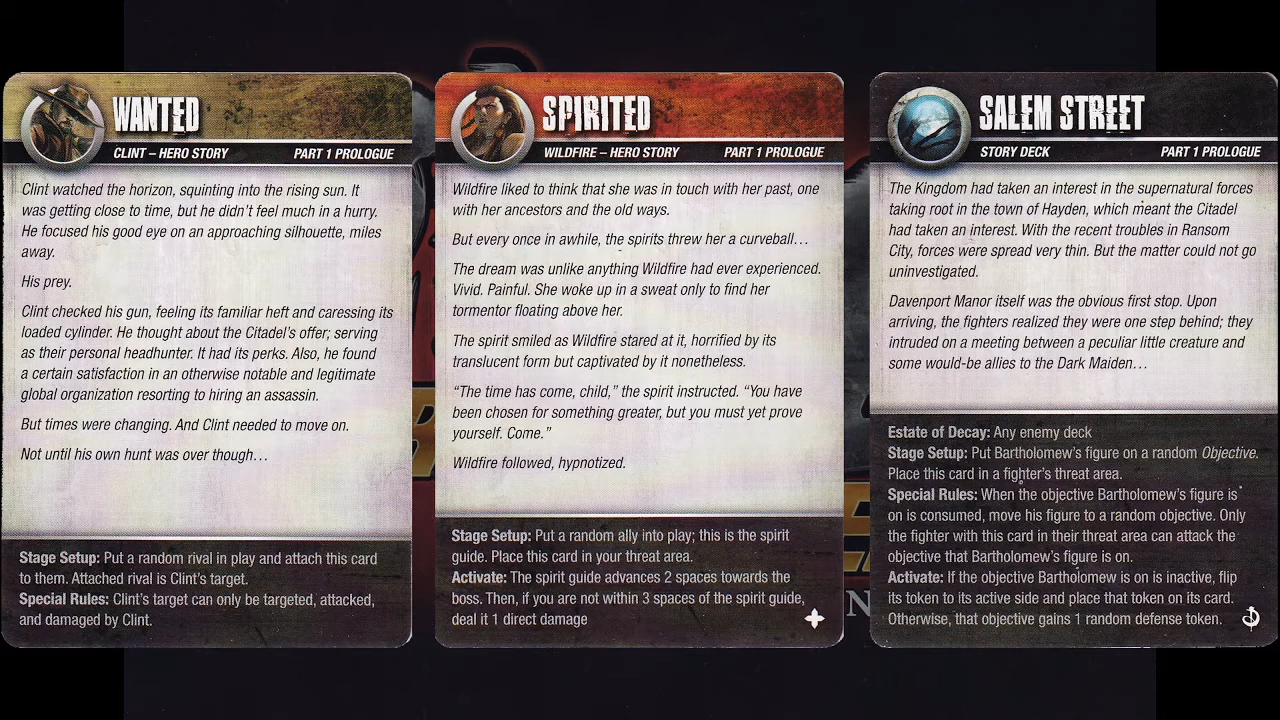 WANTED
CLINT – HERO STORY PART 1 PROLOGUE
Clint watched the horizon, squinting into the rising sun. It
was getting close to time, but he didn't feel much in a hurry.
He focused his good eye on an approaching silhouette, miles
away.
His prey.
Clint checked his gun, feeling its familiar heft and caressing its
loaded cylinder. He thought about the Citadel's offer; serving
as their personal headhunter. It had its perks. Also, he found
a certain satisfaction in an otherwise notable and legitimate
global organization resorting to hiring an assassin.
But times were changing. And Clint needed to move on.
Not until his own hunt was over though…
Stage Setup: Put a random rival in play and attach this card
to them. Attached rival is Clint's target.
Special Rules: Clint's target can only be targeted, attacked,
and damaged by Clint.
SPIRITED
WILDFIRE – HERO STORY PART 1 PROLOGUE
Wildfire liked to think that she was in touch with her past, one
with her ancestors and the old ways.
But every once in awhile, the spirits threw her a curveball…
The dream was unlike anything Wildfire had ever experienced.
Vivid. Painful. She woke up in a sweat only to find her
tormentor floating above her.
The spirit smiled as Wildfire stared at it, horrified by its
translucent form but captivated by it nonetheless.
“The time has come, child,” the spirit instructed. “You have
been chosen for something greater, but you must yet prove
yourself. Come.”
Wildfire followed, hypnotized.
Stage Setup: Put a random ally into play; this is the spirit
guide. Place this card in your threat area.
Activate: The spirit guide advances 2 spaces towards the
boss. Then, if you are not within 3 spaces of the spirit guide,
deal it 1 direct damage
SALEM STREET
STORY DECK PART 1 PROLOGUE
The Kingdom had taken an interest in the supernatural forces
taking root in the town of Hayden, which meant the Citadel
had taken an interest. With the recent troubles in Ransom
City, forces were spread very thin. But the matter could not go
uninvestigated.
Davenport Manor itself was the obvious first stop. Upon
arriving, the fighters realized they were one step behind; they
intruded on a meeting between a peculiar little creature and
some would-be allies to the Dark Maiden…
Estate of Decay: Any enemy deck
Stage Setup: Put Bartholomew's figure on a random Objective.
Place this card in a fighter's threat area.
Special Rules: When the objective Bartholomew's figure is
on is consumed, move his figure to a random objective. Only
the fighter with this card in their threat area can attack the
objective that Bartholomew's figure is on.
Activate: If the objective Bartholomew is on is inactive, flip
its token to its active side and place that token on its card.
Otherwise, that objective gains 1 random defense token.
N